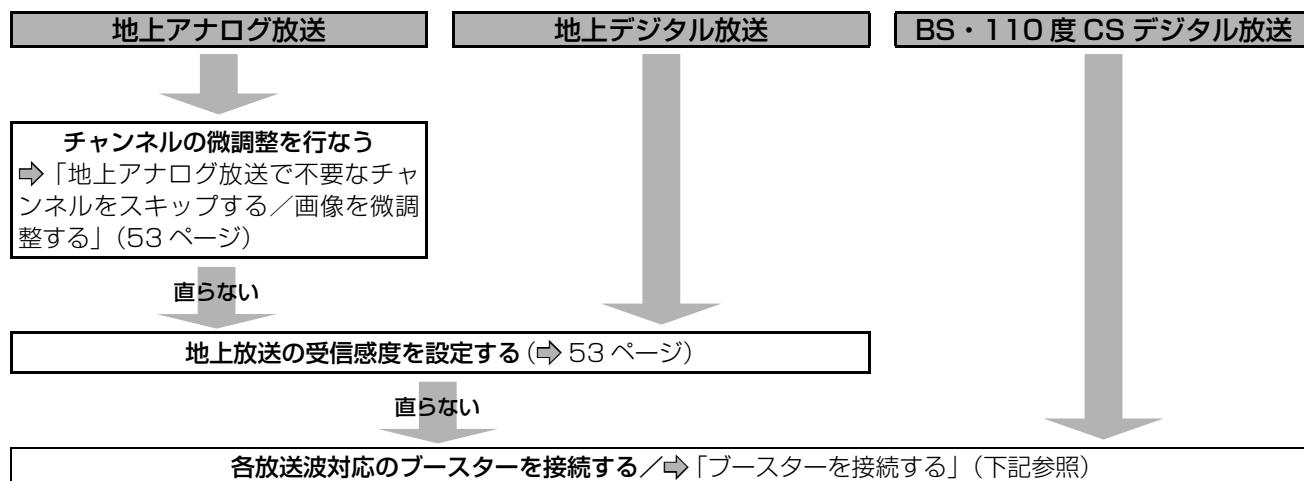 地上アナログ放送
地上デジタル放送
BS・110度CSデジタル放送
チャンネルの微調整を行なう
⇨「地上アナログ放送で不要なチャ
ンネルをスキップする／画像を微調
整する」（53ページ）
直らない
地上放送の受信感度を設定する（⇨53ページ）
直らない
各放送波対応のブースターを接続する／⇨「ブースターを接続する」（下記参照）